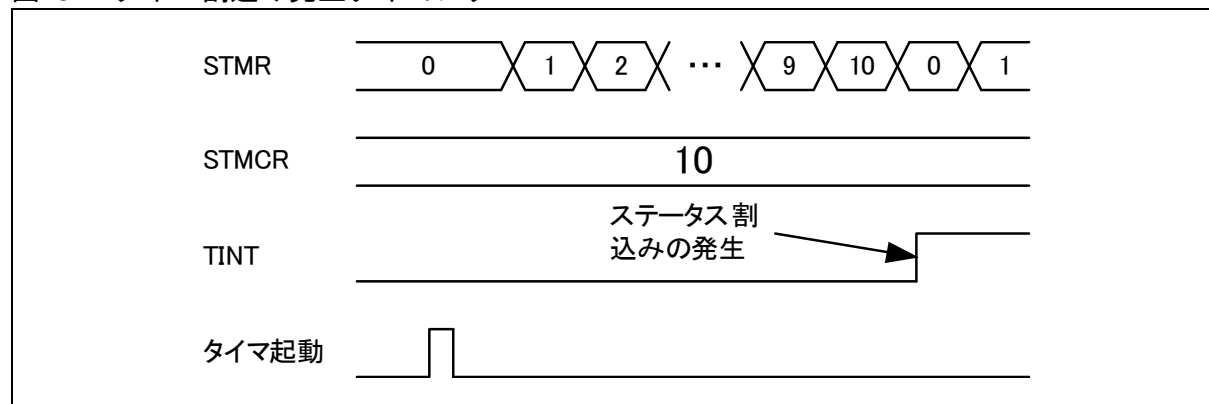 STMR 0 1 2 ・・・ 9 10 0 1
STMCR 10
ステータス割
込みの発生
TINT
タイマ起動